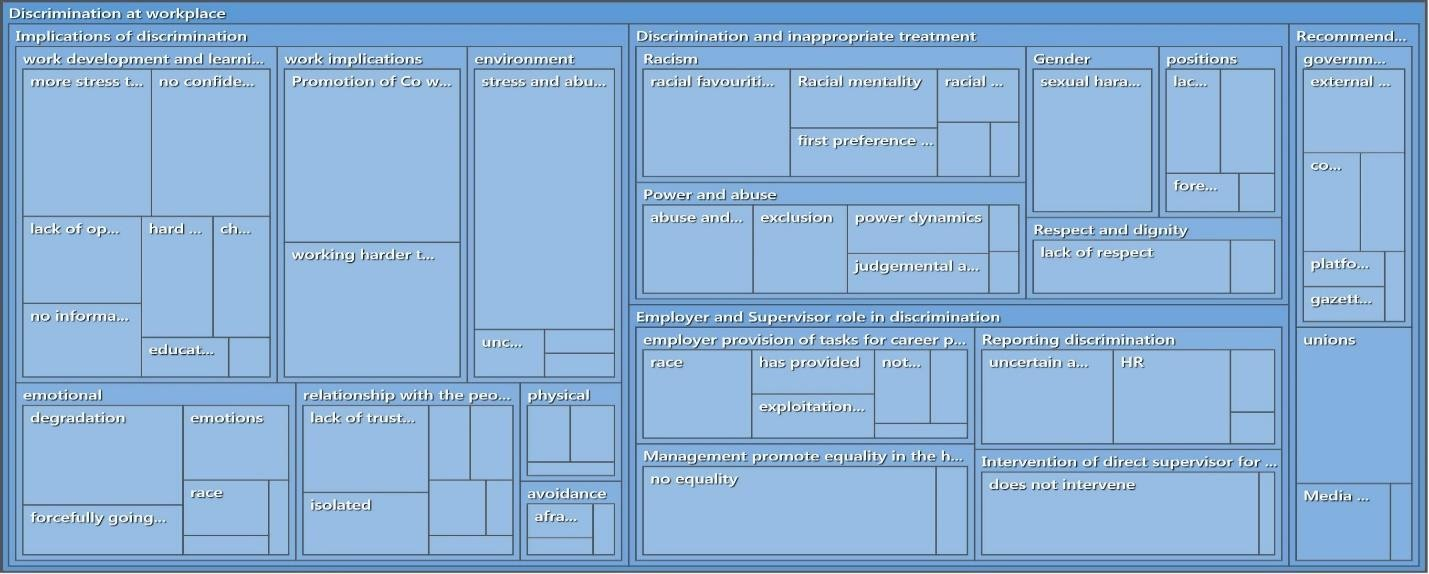 Discrimination at workplace
Implications of discrimination
work development and learni...
more stress t...
no confide...
lack of op...
hard ...
ch...
no informa...
educat...
work implications
Promotion of Co w...
working harder t...
environment
stress and abu...
unc...
emotional
degradation
emotions
race
forcefully going...
relationship with the peo...
lack of trust...
isolated
physical
avoidance
afra...
Discrimination and inappropriate treatment
Racism
racial favouriti...
Racial mentality
racial ...
first preference ...
Power and abuse
abuse and...
exclusion
power dynamics
judgemental a...
Gender
sexual hara...
positions
lac...
fore...
Respect and dignity
lack of respect
Employer and Supervisor role in discrimination
employer provision of tasks for career p...
race
has provided
not...
exploitation...
Reporting discrimination
uncertain a...
HR
Management promote equality in the h...
no equality
Intervention of direct supervisor for ...
does not intervene
Recommend...
governm...
external ...
co...
platfo...
gazett...
unions
Media ...